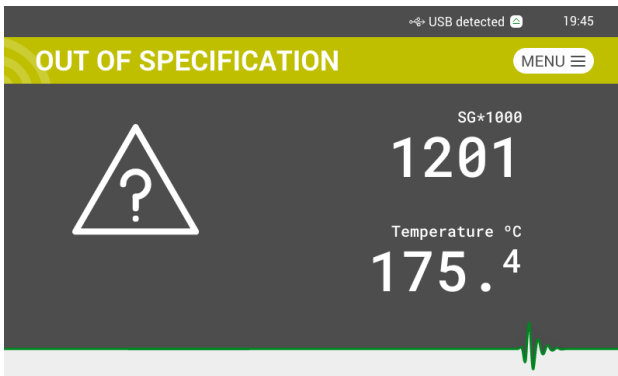 USB detected 19:45
OUT OF SPECIFICATION MENU
SG*1000
?
1201
Temperature ºC
175.4